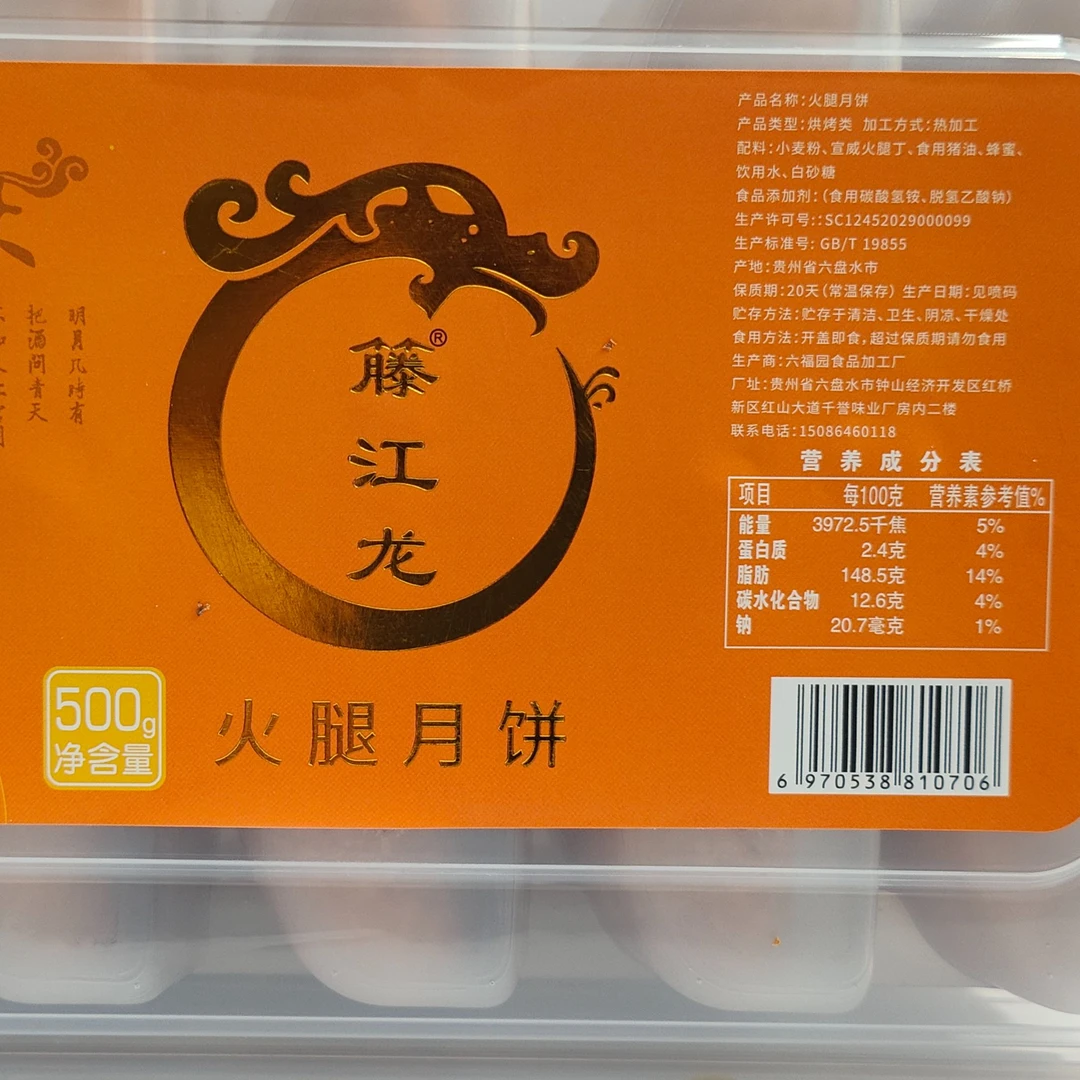 明月几時有
把酒問青天
籐江龙
®
火腿月饼
500g
净含量
产品名称:火腿月饼
产品类型:烘烤类 加工方式:热加工
配料:小麦粉、宣威火腿丁、食用猪油、蜂蜜、
饮用水、白砂糖
食品添加剂:(食用碳酸氢铵、脱氢乙酸钠)
生产许可号::SC12452029000099
生产标准号: GB/T 19855
产地:贵州省六盘水市
保质期:20天(常温保存) 生产日期:见喷码
贮存方法:贮存于清洁、卫生、阴凉、干燥处
食用方法:开盖即食,超过保质期请勿食用
生产商:六福园食品加工厂
厂址:贵州省六盘水市钟山经济开发区红桥
新区红山大道千誉味业厂房内二楼
联系电话:15086460118
营养成分表
项目 每100克 营养素参考值%
能量 3972.5千焦 5%
蛋白质 2.4克 4%
脂肪 148.5克 14%
碳水化合物 12.6克 4%
钠 20.7毫克 1%
6 970538 810706